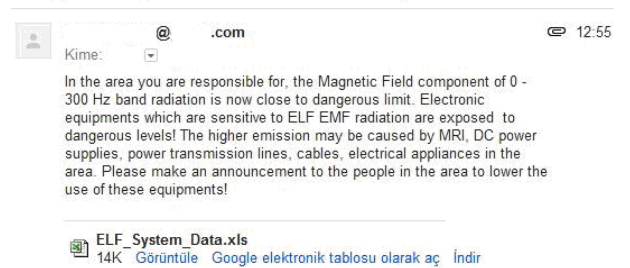 @ .com
12:55
Kime:
In the area you are responsible for, the Magnetic Field component of 0 -
300 Hz band radiation is now close to dangerous limit. Electronic
equipments which are sensitive to ELF EMF radiation are exposed to
dangerous levels! The higher emission may be caused by MRI, DC power
supplies, power transmission lines, cables, electrical appliances in the
area. Please make an announcement to the people in the area to lower the
use of these equipments!
ELF_System_Data.xls
14K Görüntüle Google elektronik tablosu olarak aç İndir